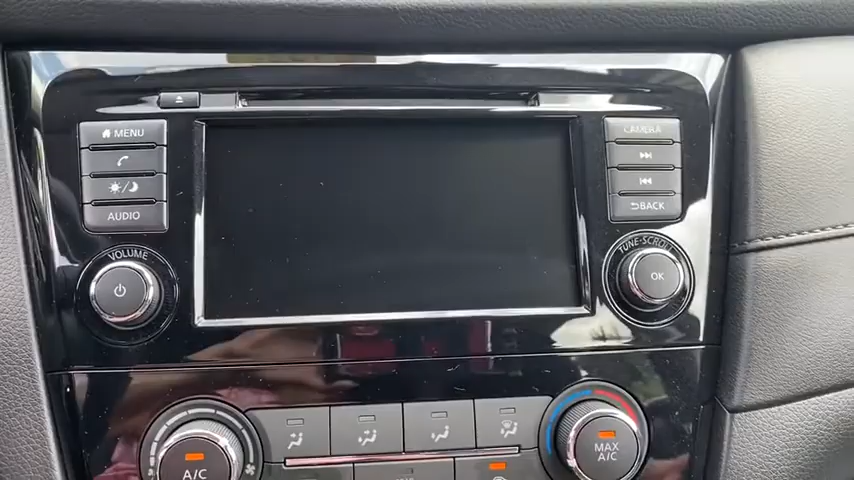 MENU
AUDIO
VOLUME
CAMERA
BACK
TUNE·SCROLL
OK
A/C
MAX
A/C